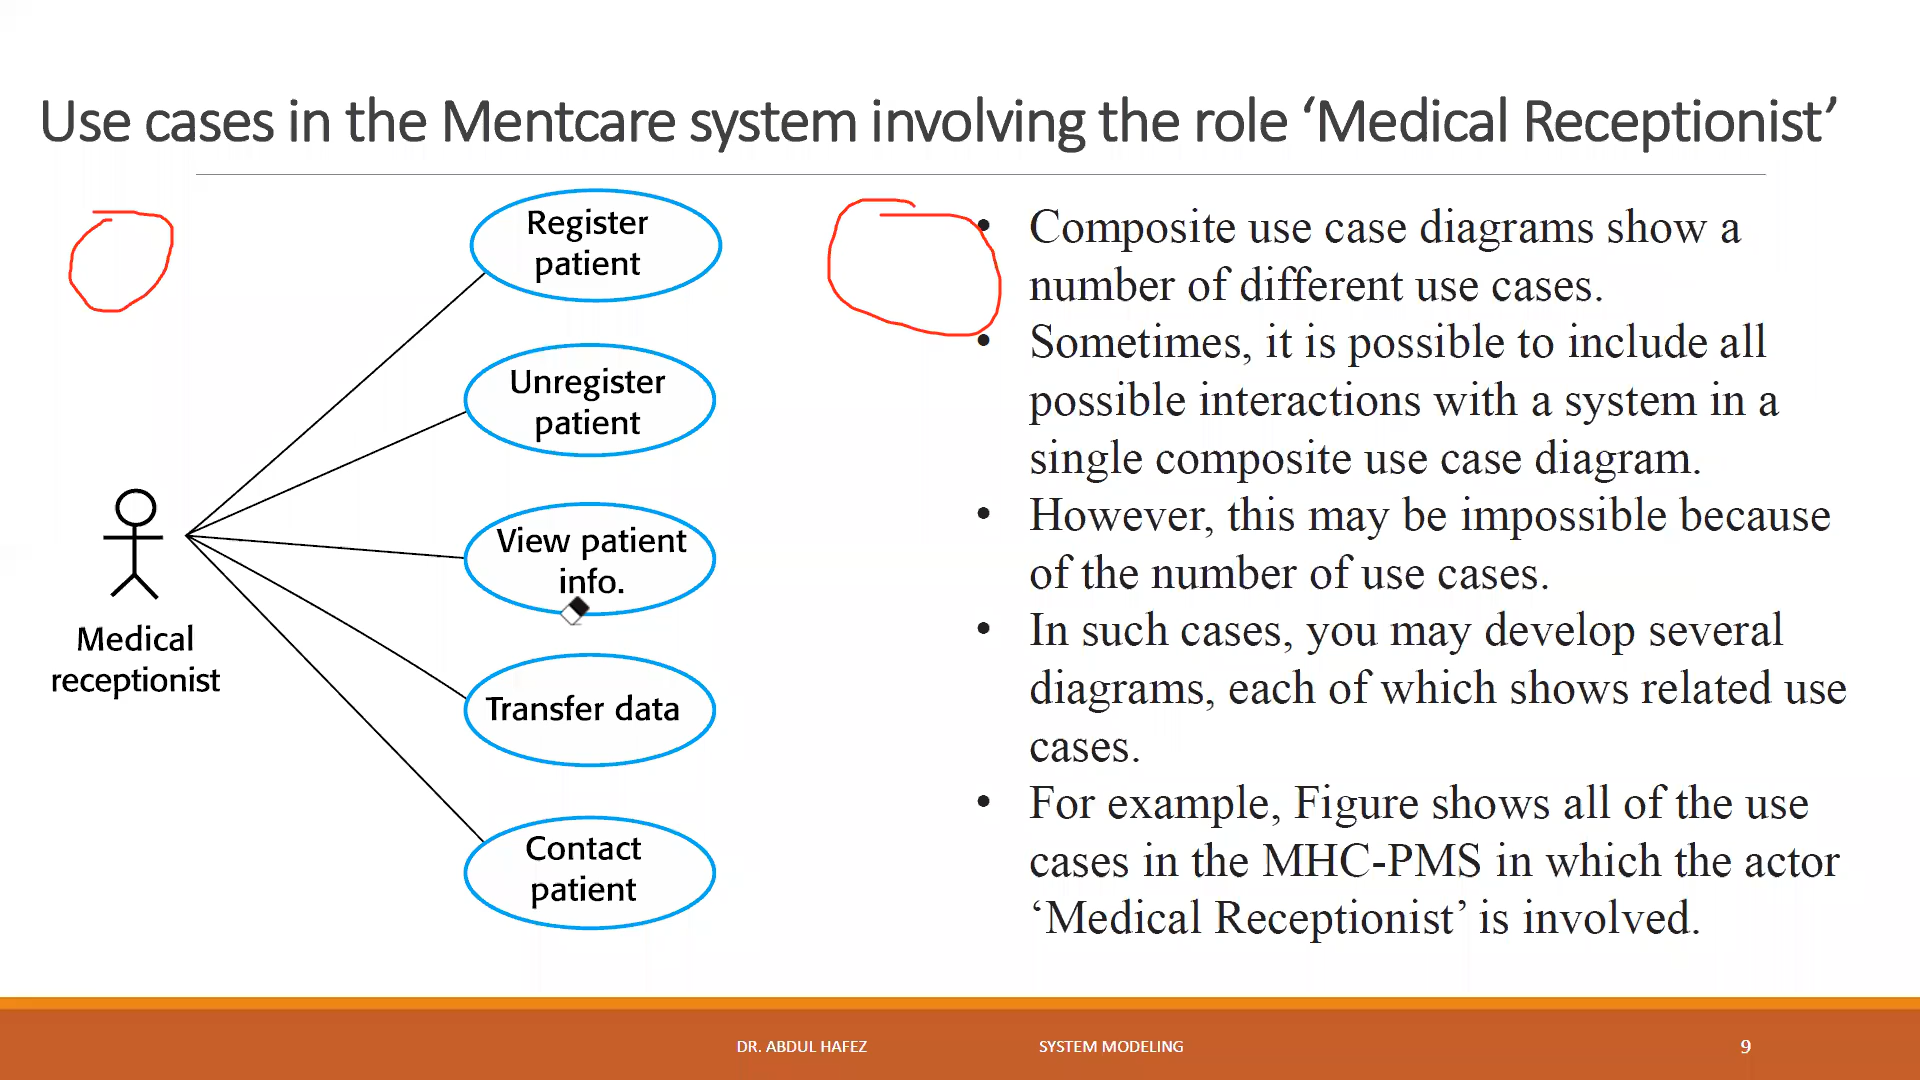 Use cases in the Mentcare system involving the role ‘Medical Receptionist’
Register
patient
Unregister
patient
View patient
info.
Transfer data
Contact
patient
Medical
receptionist
• Composite use case diagrams show a
number of different use cases.
• Sometimes, it is possible to include all
possible interactions with a system in a
single composite use case diagram.
• However, this may be impossible because
of the number of use cases.
• In such cases, you may develop several
diagrams, each of which shows related use
cases.
• For example, Figure shows all of the use
cases in the MHC-PMS in which the actor
‘Medical Receptionist’ is involved.
DR. ABDUL HAFEZ
SYSTEM MODELING
9